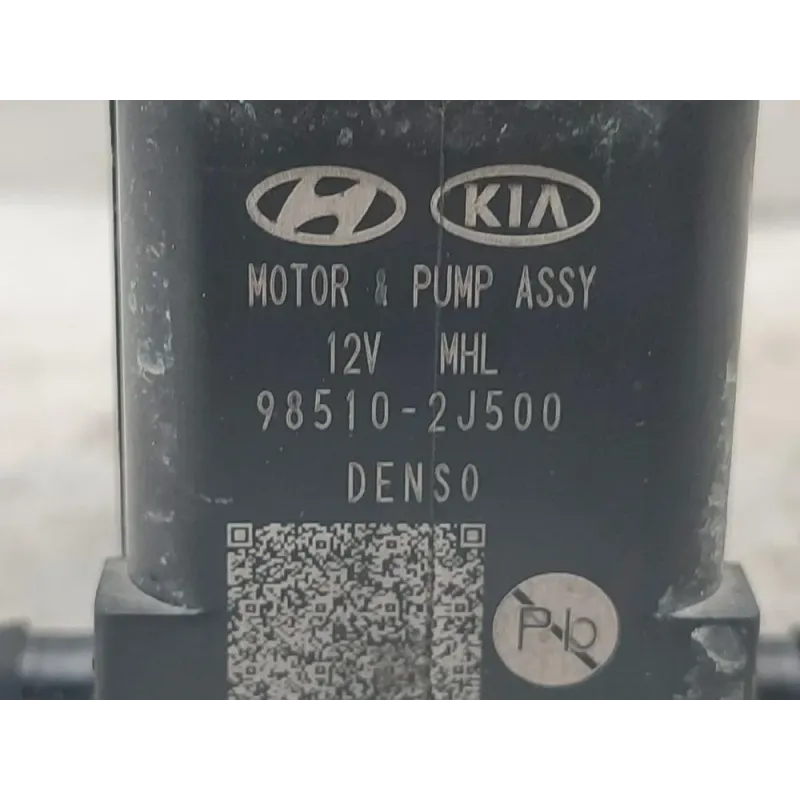 KIA
MOTOR & PUMP ASSY
12V MHL
98510-2J500
DENSO
Pb